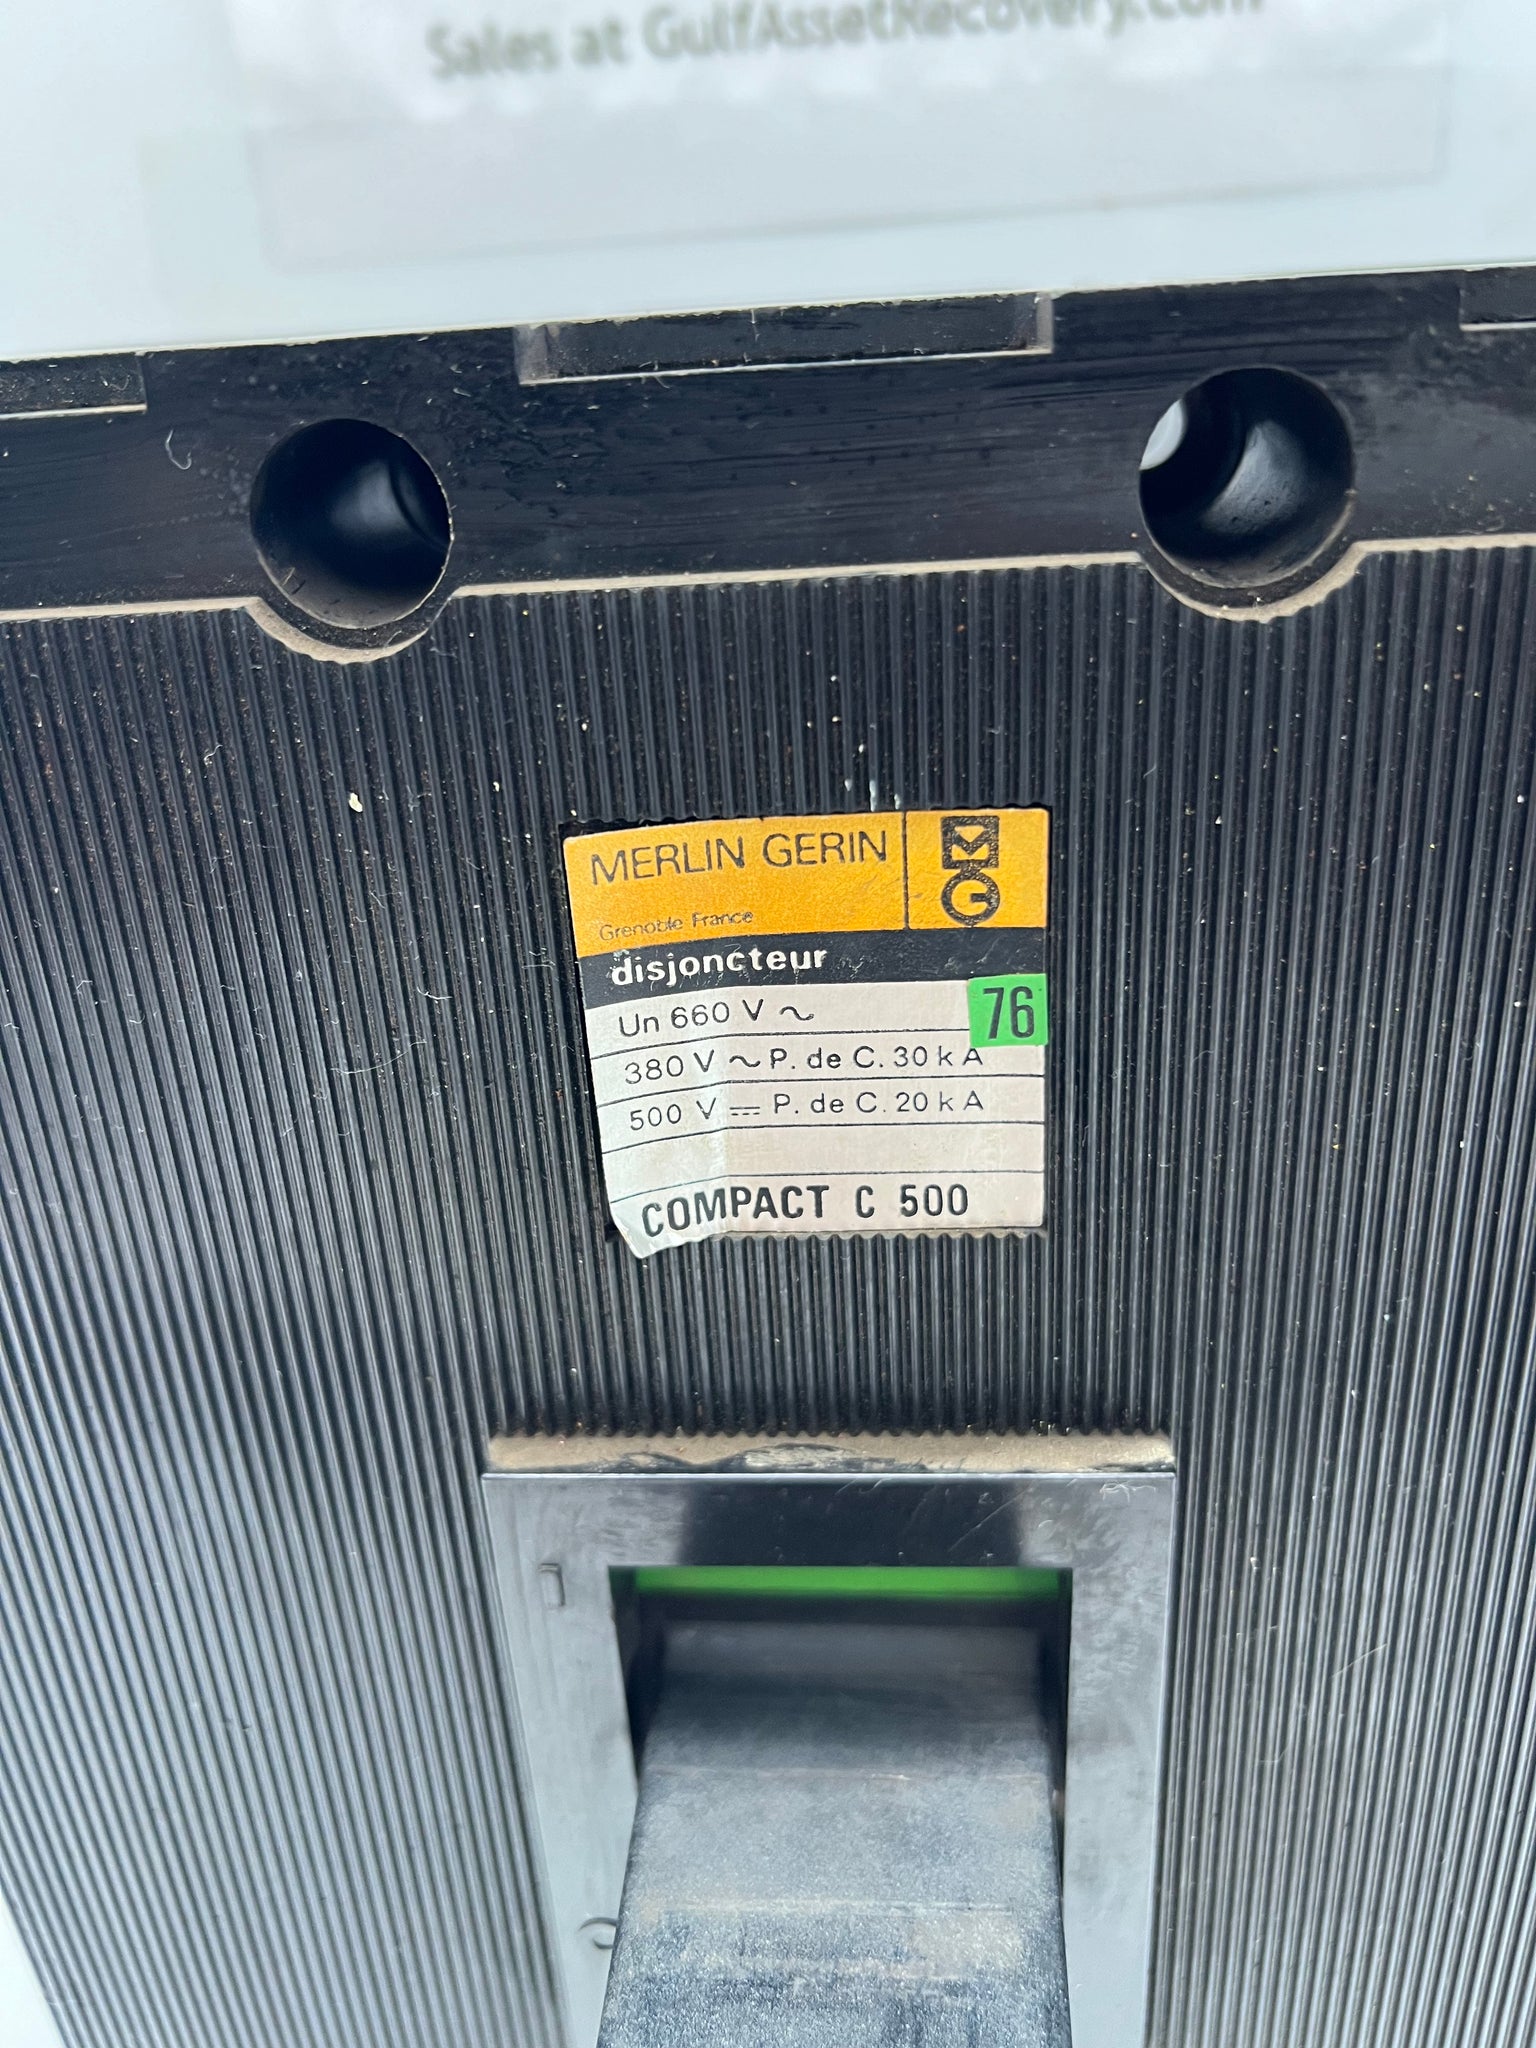 Sales at GulfAssetRecovery.com
MERLIN GERIN
MG
Grenoble France
disjoncteur
Un 660 V ~
76
380 V ~ P. de C. 30 k A
500 V ⎓ P. de C. 20 k A
COMPACT C 500
I
O